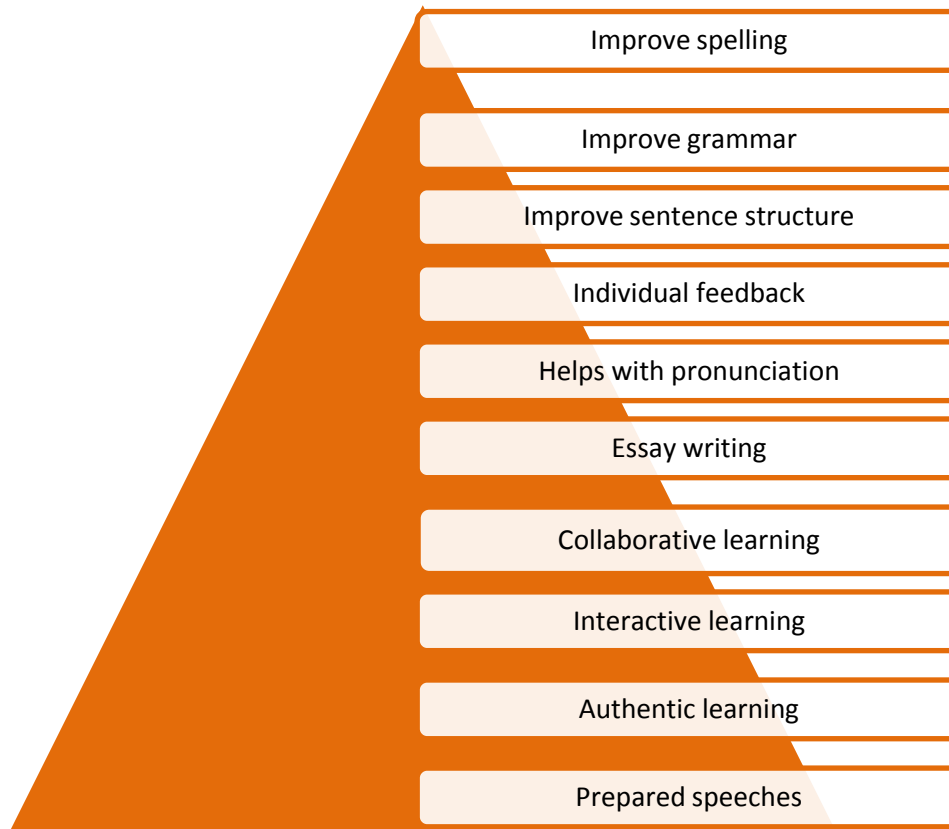 Improve spelling
Improve grammar
Improve sentence structure
Individual feedback
Helps with pronunciation
Essay writing
Collaborative learning
Interactive learning
Authentic learning
Prepared speeches